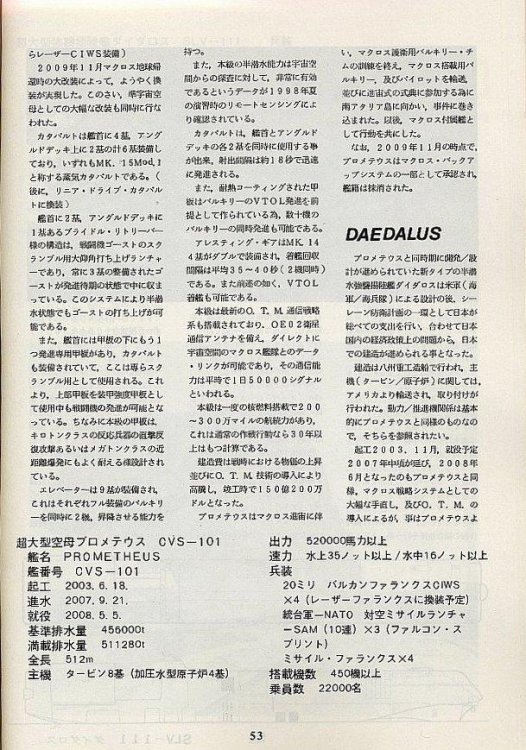 らレーザーCIWS装備)
2009年11月マクロス地球帰
還時の大改装によって、ようやく換
装が実現した。このさい、準宇宙空
母としての大幅な改装も同時に行な
われた。
カタパルトは艦首に4基、アング
ルドデッキ上に2基の計6基装備し
ており、いずれもMK.15Mod.1
と称する蒸気カタパルトである。(
後に、リニア・ドライブ・カタパル
トに換装)
艦首に2基、アングルドデッキに
1基あるブライドル・リトリーバー
様の構造は、戦闘機ゴーストのスク
ランブル用大仰角打ち上げランチャ
ーであり、常に3基の整備されたゴ
ーストが発進待期の状態で中に収ま
っている。このシステムにより半潜
水状態でもゴーストの打ち上げが可
能である。
また、艦首には甲板の下にもう1
つ発進専用甲板があり、カタパルト
も装備されていて、ここは専らスク
ランブル用として使用される。これ
より、上部甲板を装甲強度甲板とし
て使用中も戦闘機の発進が可能とな
っている。ちなみに本級の甲板は、
キロトンクラスの反応兵器の直撃反
復攻撃あるいはメガトンクラスの近
距離爆発にもよく耐える様設計され
ている。
エレベーターは9基が装備され、
これはそれぞれフル装備のバルキリ
ーを同時に2機、昇降させる能力を
持つ。
また、本級の半潜水能力は宇宙空
間からの探査に対して、非常に有効
であるというデータが1998年夏
の演習時のリモートセンシングによ
り確認されている。
カタパルトは、艦首とアングルド
デッキの各2基を同時に使用する事
が出来、射出間隔は約18秒で迅速
に発進される。
また、耐熱コーティングされた甲
板はバルキリーのVTOL発進を前
提として作られている為、数十機の
バルキリーの同時発進も可能である。
アレスティング・ギアはMK.14
4基がダブルで装備され、着艦回収
間隔は平均35〜40秒(2機同時)
である。また前途の如く、VTOL
着艦も可能である。
本級は最新のO.T.M.通信戦略
系も搭載されており、OE02衛星
通信アンテナを備え、ダイレクトに
宇宙空間のマクロス艦隊とのデータ
・リンクが可能であり、その通信能
力は平時で1日50000シグナル
といわれる。
本級は一度の核燃料搭載で200
〜300万マイルの航続力があり、
これは通常の作戦行動なら30年以
上はもつ計算である。
建造費は戦時における物価の上昇
並びにO.T.M.技術の導入により
高騰し、竣工時で150億200万
ドルとなった。
プロメテウスはマクロス進宙に伴
い、マクロス護衛用バルキリー・チ
ムの訓練を終え、マクロス搭載用バ
ルキリー、及びパイロットを輸送、
並びに進宙式の式典に参加する為に
南アタリア島に向かい、事件に巻き
込まれた。以後、マクロス付属艦と
して行動を共にした。
なお、2009年11月の時点で、
プロメテウスはマクロス・バックア
ップシステムの一部として承認され、
艦籍は抹消された。
DAEDALUS
プロメテウスと同時期に開発/設
計が進められていた新タイプの半潜
水強襲揚陸艦ダイダロスは米軍(海
軍/海兵隊)による設計の後、シー
レーン防衛計画の一環として日本が
総べての支出を行い、合わせて日本
国内の経済政策上の問題から、日本
での建造が進められる事となった。
建造は八州重工造船で行われ、主
機(タービン/原子炉)に関しては、
アメリカより輸送され、取り付けが
行われた。動力/推進機関係は基本
的にプロメテウスと同様のものなの
で、そちらを参照されたい。
起工2003.11月、就役予定
2007年中頃が延び、2008年
6月となったのもプロメテウスと同
様、マクロス戦略システムとしての
大幅な手直し、及びO.T.M.の
導入によるが、事はプロメテウスよ
超大型空母プロメテウス CVS-101
艦名 PROMETHEUS
艦番号 CVS-101
起工 2003.6.18.
進水 2007.9.21.
就役 2008.5.5.
基準排水量 456000t
満載排水量 511280t
全長 512m
主機 タービン8基(加圧水型原子炉4基)
出力 520000馬力以上
速力 水上35ノット以上/水中16ノット以上
兵装
20ミリ バルカンファランクスCIWS
×4(レーザーファランクスに換装予定)
統合軍-NATO 対空ミサイルランチャ
ーSAM(10連)×3(ファルコン・ス
プリント)
ミサイル・ファランクス×4
搭載機数 450機以上
乗員数 22000名
53